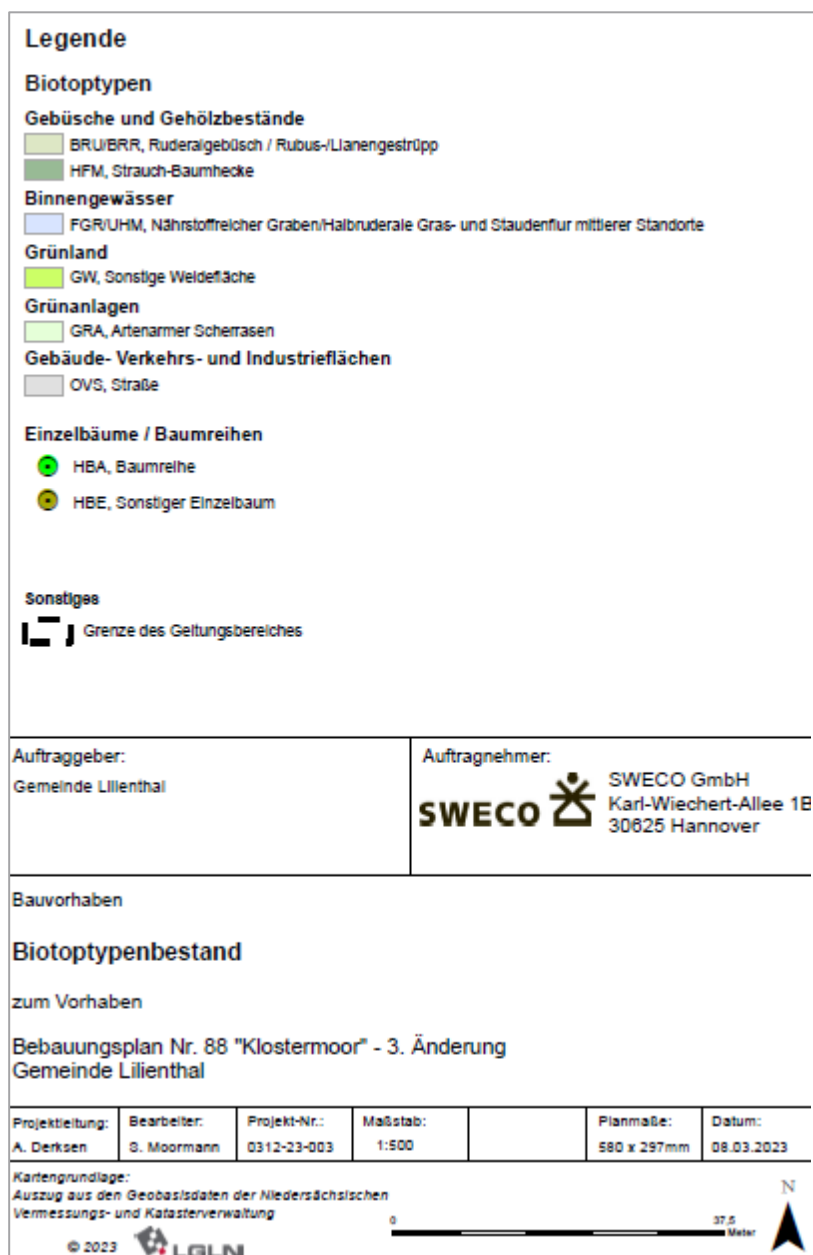 Legende
Biotoptypen
Gebüsche und Gehölzbestände
BRU/BRR, Ruderalgebüsch / Rubus-/Lianengestrüpp
HFM, Strauch-Baumhecke
Binnengewässer
FGR/UHM, Nährstoffreicher Graben/Halbruderale Gras- und Staudenflur mittlerer Standorte
Grünland
GW, Sonstige Weidefläche
Grünanlagen
GRA, Artenarmer Scherrasen
Gebäude- Verkehrs- und Industrieflächen
OVS, Straße
Einzelbäume / Baumreihen
HBA, Baumreihe
HBE, Sonstiger Einzelbaum
Sonstiges
Grenze des Geltungsbereiches
Auftraggeber:
Gemeinde Lilienthal
Auftragnehmer:
SWECO
SWECO GmbH
Karl-Wiechert-Allee 1B
30625 Hannover
Bauvorhaben
Biotoptypenbestand
zum Vorhaben
Bebauungsplan Nr. 88 "Klostermoor" - 3. Änderung
Gemeinde Lilienthal
Projektleitung: Bearbeiter: Projekt-Nr.: Maßstab: Planmaße: Datum:
A. Derksen S. Moormann 0312-23-003 1:500 580 x 297mm 08.03.2023
Kartengrundlage:
Auszug aus den Geobasisdaten der Niedersächsischen
Vermessungs- und Katasterverwaltung
© 2023 LGLN
0 37,5
Meter
N